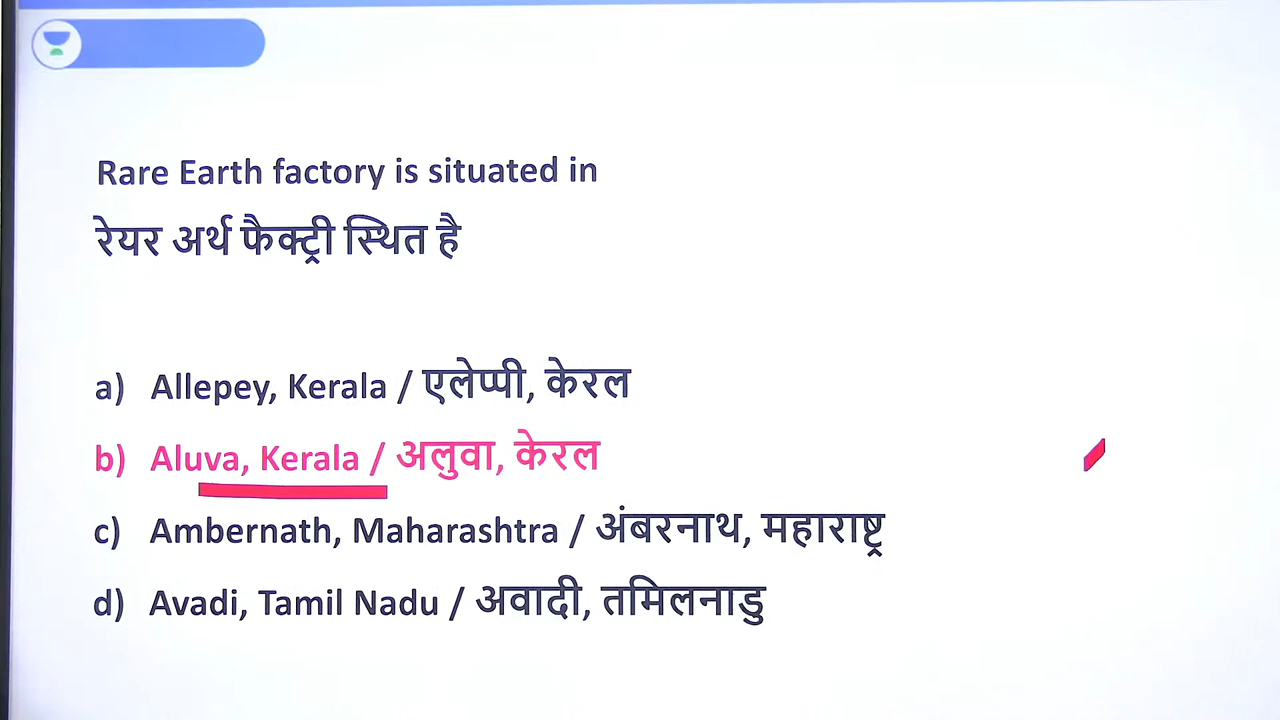 Rare Earth factory is situated in
रेयर अर्थ फैक्ट्री स्थित है
a) Allepey, Kerala / एलेप्पी, केरल
b) Aluva, Kerala / अलुवा, केरल
c) Ambernath, Maharashtra / अंबरनाथ, महाराष्ट्र
d) Avadi, Tamil Nadu / अवादी, तमिलनाडु